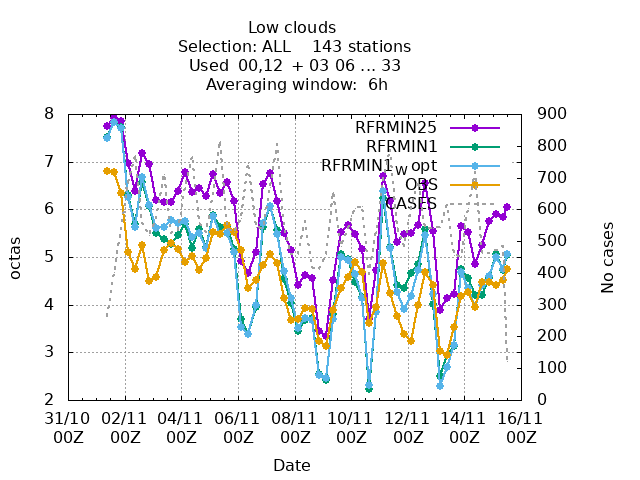 Low clouds
Selection: ALL 143 stations
Used 00,12 + 03 06 ... 33
Averaging window: 6h
8
7
6
5
4
3
2
octas
900
800
700
600
500
400
300
200
100
0
No cases
RFRMIN25
RFRMIN1
RFRMIN1w opt
OBS
CASES
31/10 02/11 04/11 06/11 08/11 10/11 12/11 14/11 16/11
00Z 00Z 00Z 00Z 00Z 00Z 00Z 00Z 00Z
Date